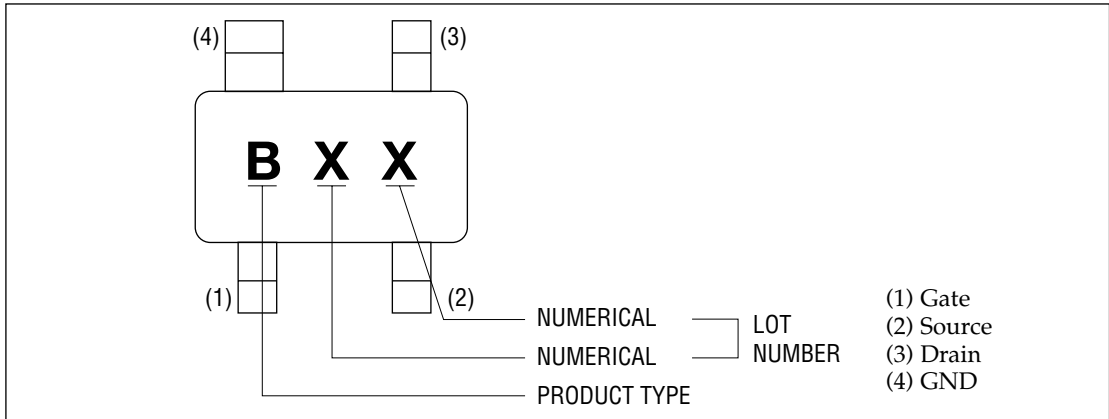 (4)
(3)
B X X
(1)
(2)
NUMERICAL
NUMERICAL
PRODUCT TYPE
LOT
NUMBER
(1) Gate
(2) Source
(3) Drain
(4) GND